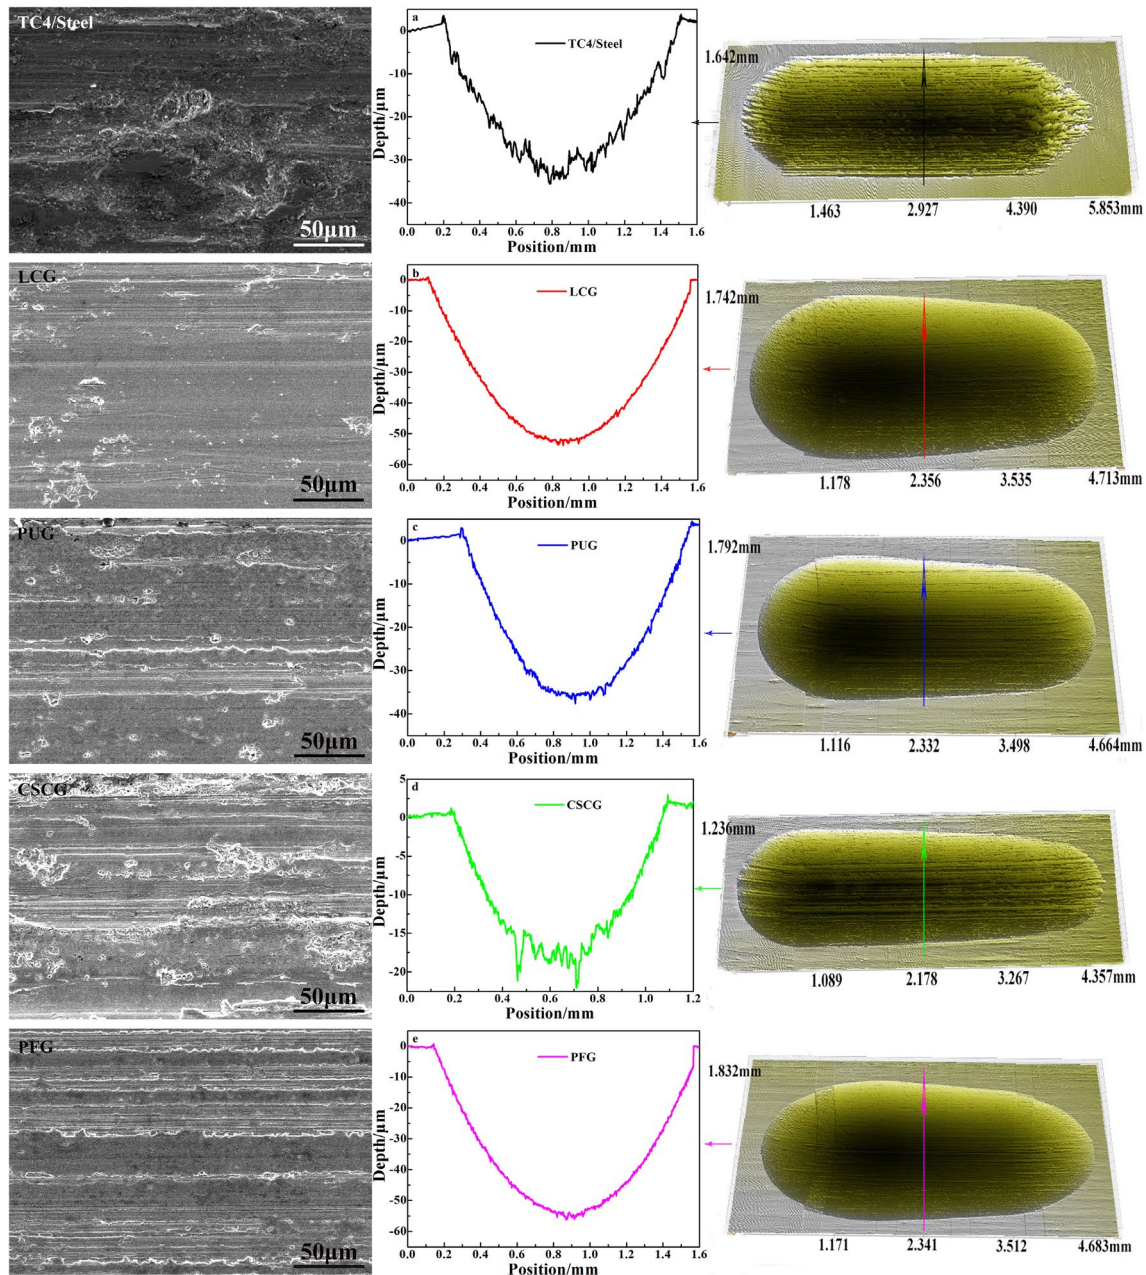 TC4/Steel
50μm
a
TC4/Steel
0
-10
-20
-30
-40
Depth/μm
0.0 0.2 0.4 0.6 0.8 1.0 1.2 1.4 1.6
Position/mm
1.642mm
1.463 2.927 4.390 5.853mm
LCG
50μm
b
LCG
0
-10
-20
-30
-40
-50
-60
Depth/μm
0.0 0.2 0.4 0.6 0.8 1.0 1.2 1.4 1.6
Position/mm
1.742mm
1.178 2.356 3.535 4.713mm
PUG
50μm
c
PUG
0
-10
-20
-30
-40
-45
Depth/μm
0.0 0.2 0.4 0.6 0.8 1.0 1.2 1.4 1.6
Position/mm
1.792mm
1.116 2.332 3.498 4.664mm
CSCG
50μm
d
CSCG
5
0
-5
-10
-15
-20
Depth/μm
0.0 0.2 0.4 0.6 0.8 1.0 1.2
Position/mm
1.236mm
1.089 2.178 3.267 4.357mm
PFG
50μm
e
PFG
0
-10
-20
-30
-40
-50
-60
Depth/μm
0.0 0.2 0.4 0.6 0.8 1.0 1.2 1.4 1.6
Position/mm
1.832mm
1.171 2.341 3.512 4.683mm